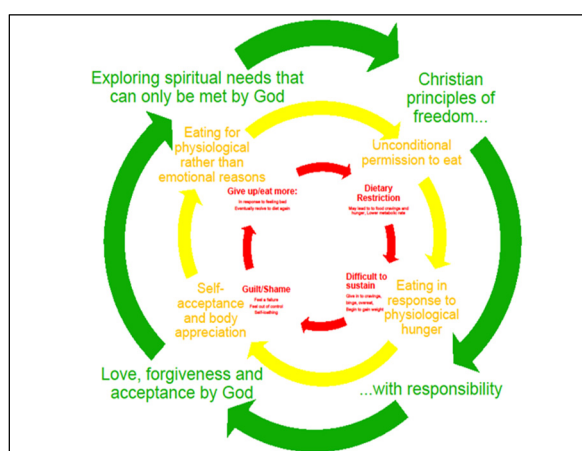 Exploring spiritual needs that
can only be met by God
Christian
principles of
freedom...
Eating for
physiological
rather than
emotional reasons
Unconditional
permission to eat
Give up/eat more:
In response to feeling bad
Eventually resolve to diet again
Dietary
Restriction
May lead to food cravings and
hunger, Lower metabolic rate
Guilt/Shame
Feel a failure
Feel out of control
Self-loathing
Difficult to
sustain
Give in to cravings,
binge, overeat,
Begin to gain weight
Self-
acceptance
and body
appreciation
Eating in
response to
physiological
hunger
Love, forgiveness and
acceptance by God
...with responsibility